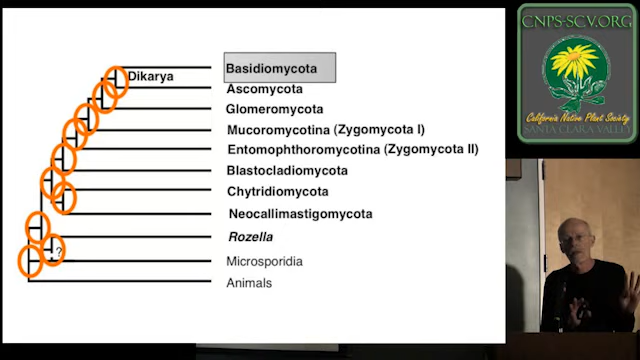 CNPS-SCV.ORG
California Native Plant Society
SANTA CLARA VALLEY
Dikarya
Basidiomycota
Ascomycota
Glomeromycota
Mucoromycotina (Zygomycota I)
Entomophthoromycotina (Zygomycota II)
Blastocladiomycota
Chytridiomycota
Neocallimastigomycota
Rozella
?
Microsporidia
Animals